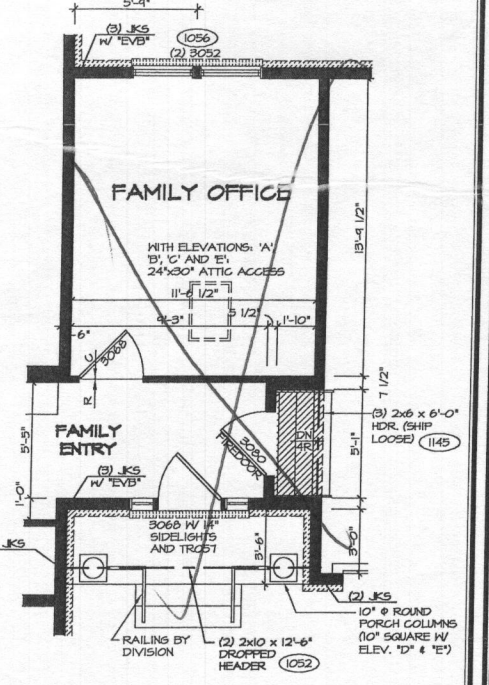 5'-9"
(3) JKS
W/ "EVB"
1056
(2) 3052
FAMILY OFFICE
WITH ELEVATIONS: 'A',
'B', 'C' AND 'E':
24"x30" ATTIC ACCESS
11'-6 1/2"
9'-3"
5 1/2"
1'-10"
-6"
3068
R
13'-9 1/2"
7 1/2"
(3) 2x6 x 6'-0"
HDR. (SHIP
LOOSE)
1145
5'-5"
FAMILY
ENTRY
3080
FIREDOOR
DN
4R
5'-1"
(3) JKS
W/ "EVB"
1'-0"
3068 W/ 14"
SIDELIGHTS
AND TR057
3'-6"
3'-0"
JKS
(2) JKS
10" Φ ROUND
PORCH COLUMNS
(10" SQUARE W/
ELEV. "D" & "E")
RAILING BY
DIVISION
(2) 2x10 x 12'-6"
DROPPED
HEADER
1052